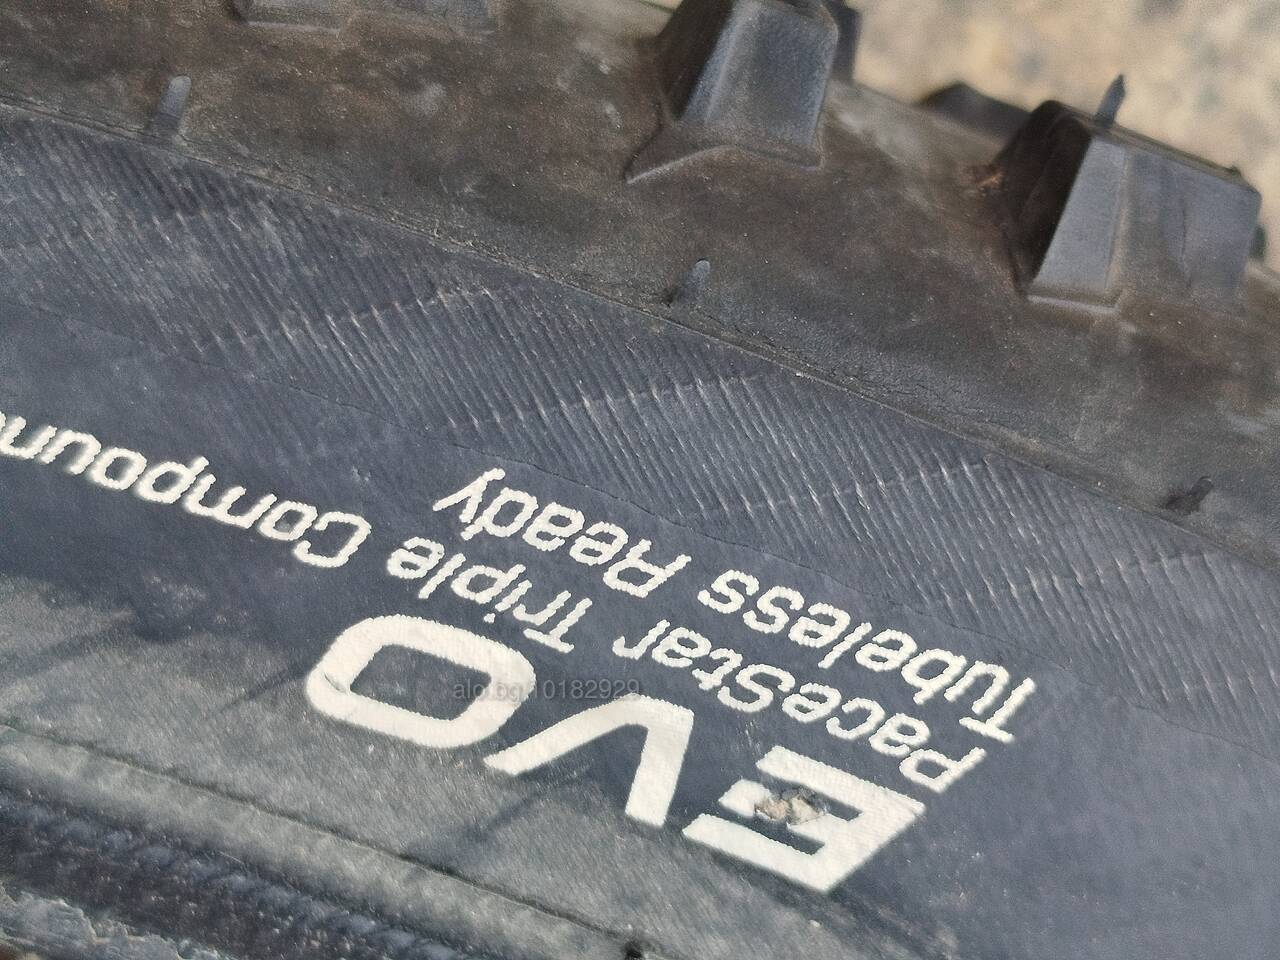 EVO
PaceStar Triple Compoun
Tubeless Ready
alo.bg 10182929